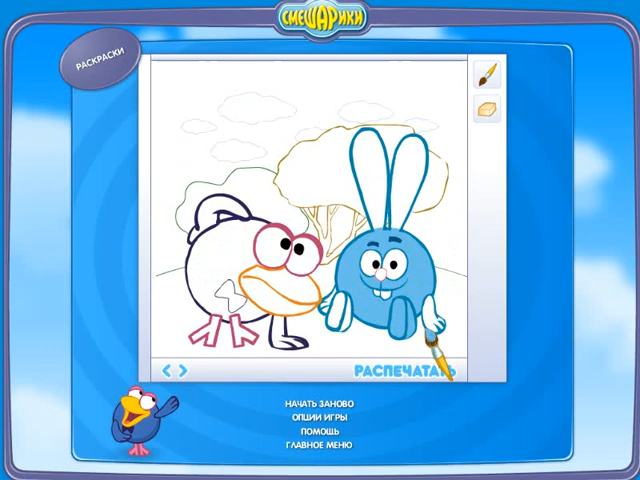 СМЕШАРИКИ
РАСКРАСКИ
РАСПЕЧАТАТЬ
НАЧАТЬ ЗАНОВО
ОПЦИИ ИГРЫ
ПОМОЩЬ
ГЛАВНОЕ МЕНЮ